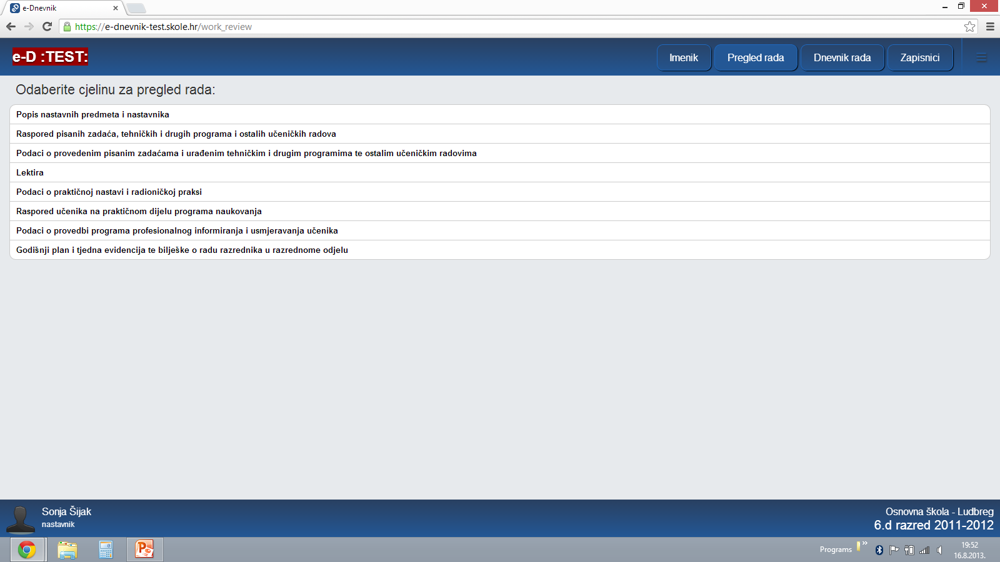 e-Dnevnik
https://e-dnevnik-test.skole.hr/work_review
e-D :TEST:
Imenik
Pregled rada
Dnevnik rada
Zapisnici
Odaberite cjelinu za pregled rada:
Popis nastavnih predmeta i nastavnika
Raspored pisanih zadaća, tehničkih i drugih programa i ostalih učeničkih radova
Podaci o provedenim pisanim zadaćama i urađenim tehničkim i drugim programima te ostalim učeničkim radovima
Lektira
Podaci o praktičnoj nastavi i radioničkoj praksi
Raspored učenika na praktičnom dijelu programa naukovanja
Podaci o provedbi programa profesionalnog informiranja i usmjeravanja učenika
Godišnji plan i tjedna evidencija te bilješke o radu razrednika u razrednome odjelu
Sonja Šijak
nastavnik
Osnovna škola - Ludbreg
6.d razred 2011-2012
Programs
19:52
16.8.2013.